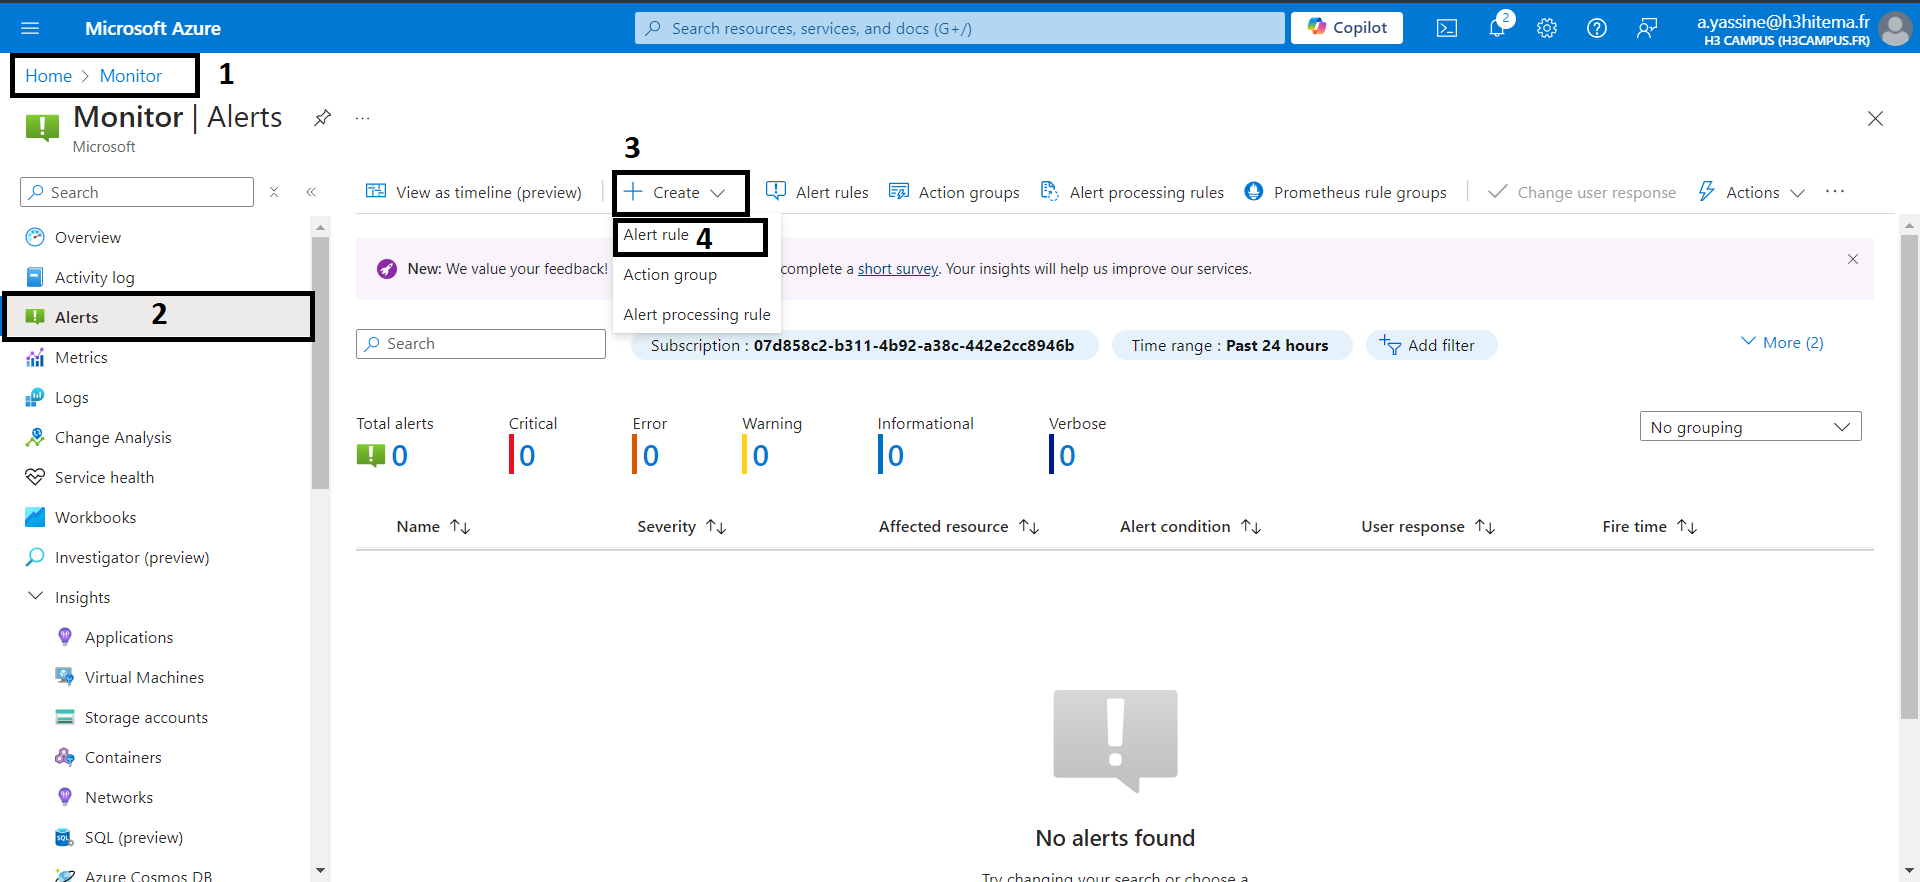 Microsoft Azure
Search resources, services, and docs (G+/)
Copilot
2
a.yassine@h3hitema.fr
H3 CAMPUS (H3CAMPUS.FR)
Home > Monitor
1
Monitor | Alerts
Microsoft
3
Search
View as timeline (preview)
Create
Alert rules
Action groups
Alert processing rules
Prometheus rule groups
Change user response
Actions
Alert rule
4
Action group
Alert processing rule
New: We value your feedback!
complete a short survey. Your insights will help us improve our services.
Overview
Activity log
Alerts
2
Metrics
Logs
Change Analysis
Service health
Workbooks
Investigator (preview)
Insights
Applications
Virtual Machines
Storage accounts
Containers
Networks
SQL (preview)
Azure Cosmos DB
Search
Subscription : 07d858c2-b311-4b92-a38c-442e2cc8946b
Time range : Past 24 hours
Add filter
More (2)
Total alerts
0
Critical
0
Error
0
Warning
0
Informational
0
Verbose
0
No grouping
Name
Severity
Affected resource
Alert condition
User response
Fire time
No alerts found
Try changing your search or choose a